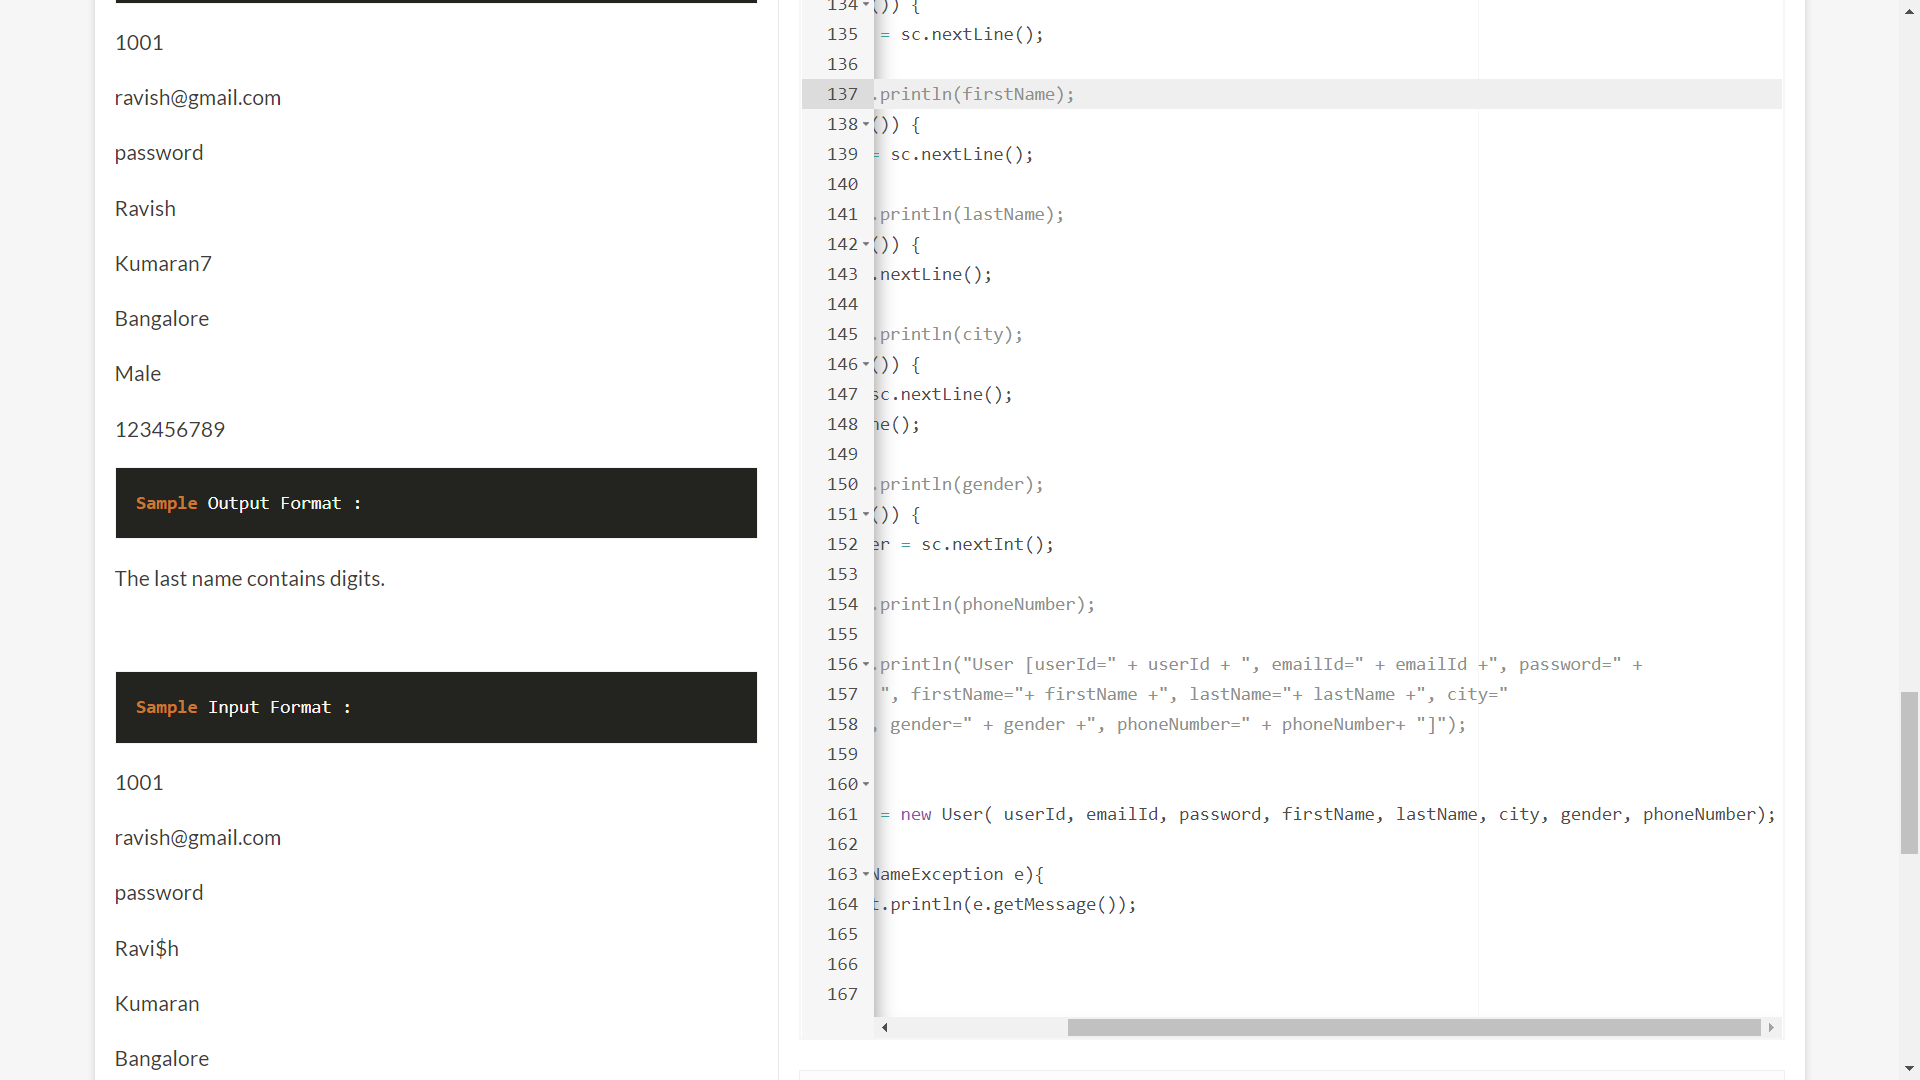 1001
ravish@gmail.com
password
Ravish
Kumaran7
Bangalore
Male
123456789
Sample Output Format :
The last name contains digits.
Sample Input Format :
1001
ravish@gmail.com
password
Ravi$h
Kumaran
Bangalore
134 ()) {
135 = sc.nextLine();
136
137 .println(firstName);
138 ()) {
139 = sc.nextLine();
140
141 .println(lastName);
142 ()) {
143 .nextLine();
144
145 .println(city);
146 ()) {
147 sc.nextLine();
148 ne();
149
150 .println(gender);
151 ()) {
152 er = sc.nextInt();
153
154 .println(phoneNumber);
155
156 .println("User [userId=" + userId + ", emailId=" + emailId +", password=" +
157 ", firstName="+ firstName +", lastName="+ lastName +", city="
158 , gender=" + gender +", phoneNumber=" + phoneNumber+ "]");
159
160
161 = new User( userId, emailId, password, firstName, lastName, city, gender, phoneNumber);
162
163 NameException e){
164 t.println(e.getMessage());
165
166
167